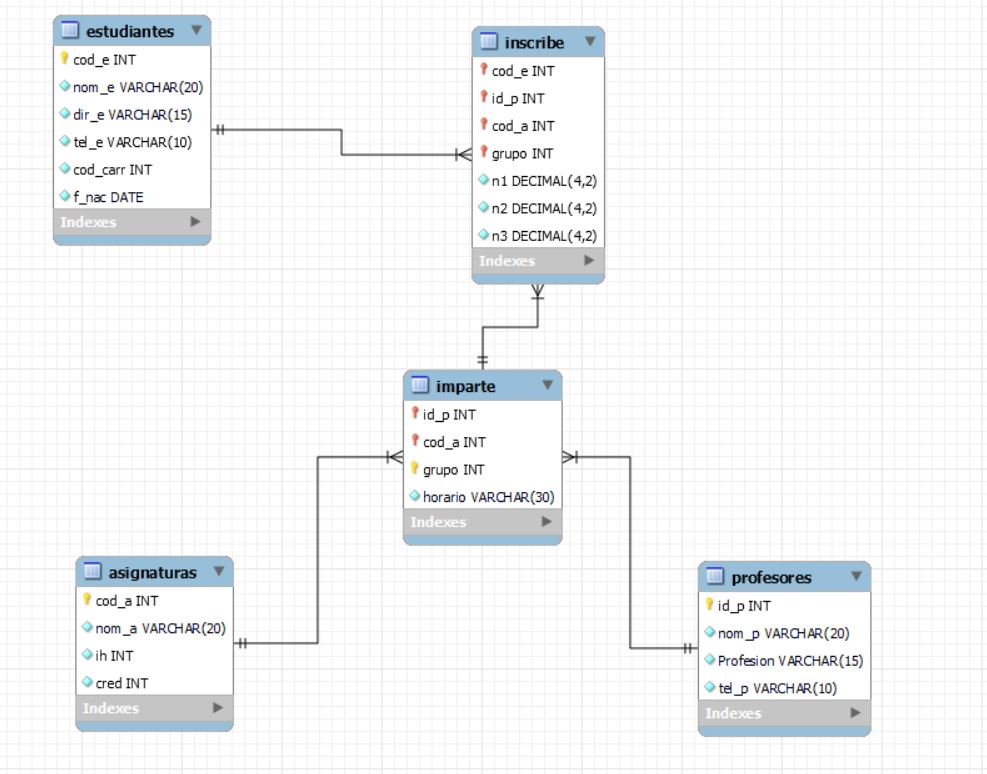 estudiantes
cod_e INT
nom_e VARCHAR(20)
dir_e VARCHAR(15)
tel_e VARCHAR(10)
cod_carr INT
f_nac DATE
Indexes
inscribe
cod_e INT
id_p INT
cod_a INT
grupo INT
n1 DECIMAL(4,2)
n2 DECIMAL(4,2)
n3 DECIMAL(4,2)
Indexes
imparte
id_p INT
cod_a INT
grupo INT
horario VARCHAR(30)
Indexes
asignaturas
cod_a INT
nom_a VARCHAR(20)
ih INT
cred INT
Indexes
profesores
id_p INT
nom_p VARCHAR(20)
Profesion VARCHAR(15)
tel_p VARCHAR(10)
Indexes